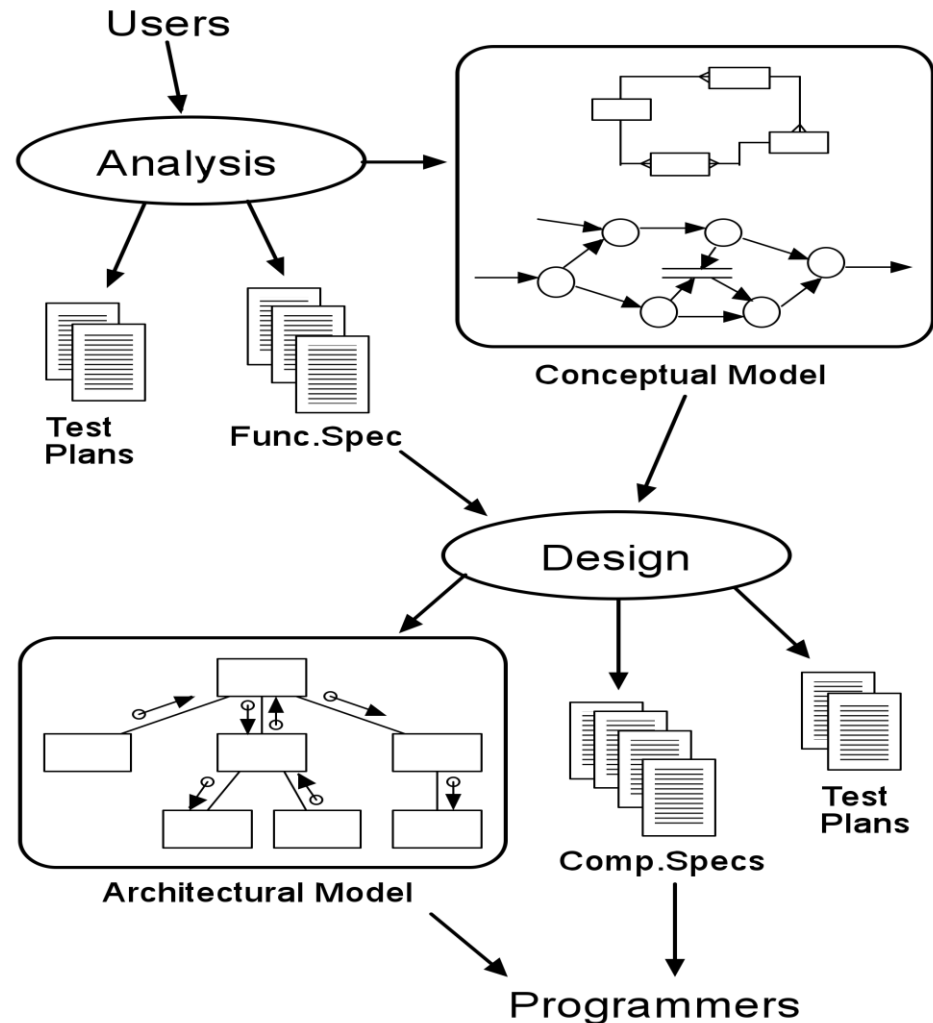 Users
Analysis
Conceptual Model
Test
Plans
Func.Spec
Design
Architectural Model
Comp.Specs
Test
Plans
Programmers